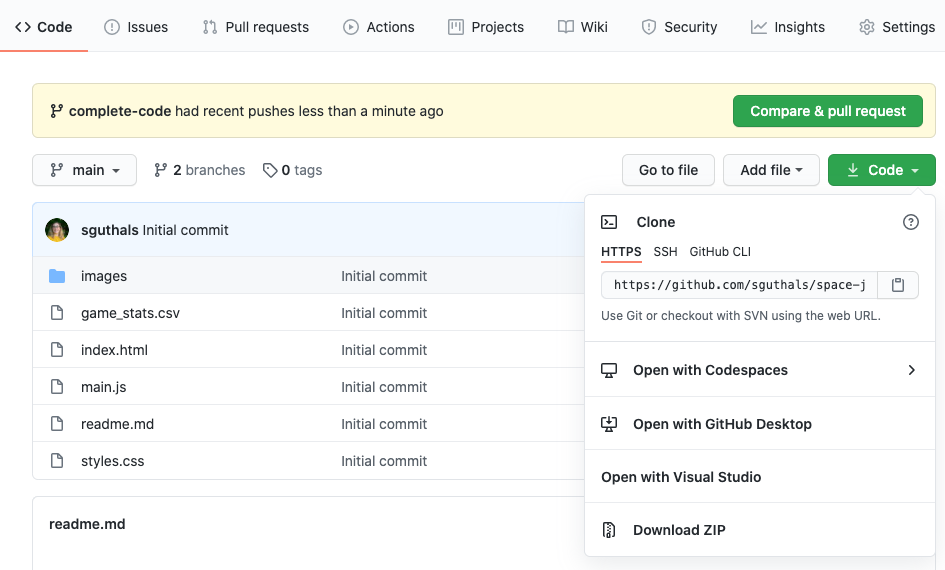 Code Issues Pull requests Actions Projects Wiki Security Insights Settings
complete-code had recent pushes less than a minute ago Compare & pull request
main 2 branches 0 tags Go to file Add file Code
sguthals Initial commit
images Initial commit
game_stats.csv Initial commit
index.html Initial commit
main.js Initial commit
readme.md Initial commit
styles.css Initial commit
readme.md
Clone
HTTPS SSH GitHub CLI
https://github.com/sguthals/space-j
Use Git or checkout with SVN using the web URL.
Open with Codespaces
Open with GitHub Desktop
Open with Visual Studio
Download ZIP